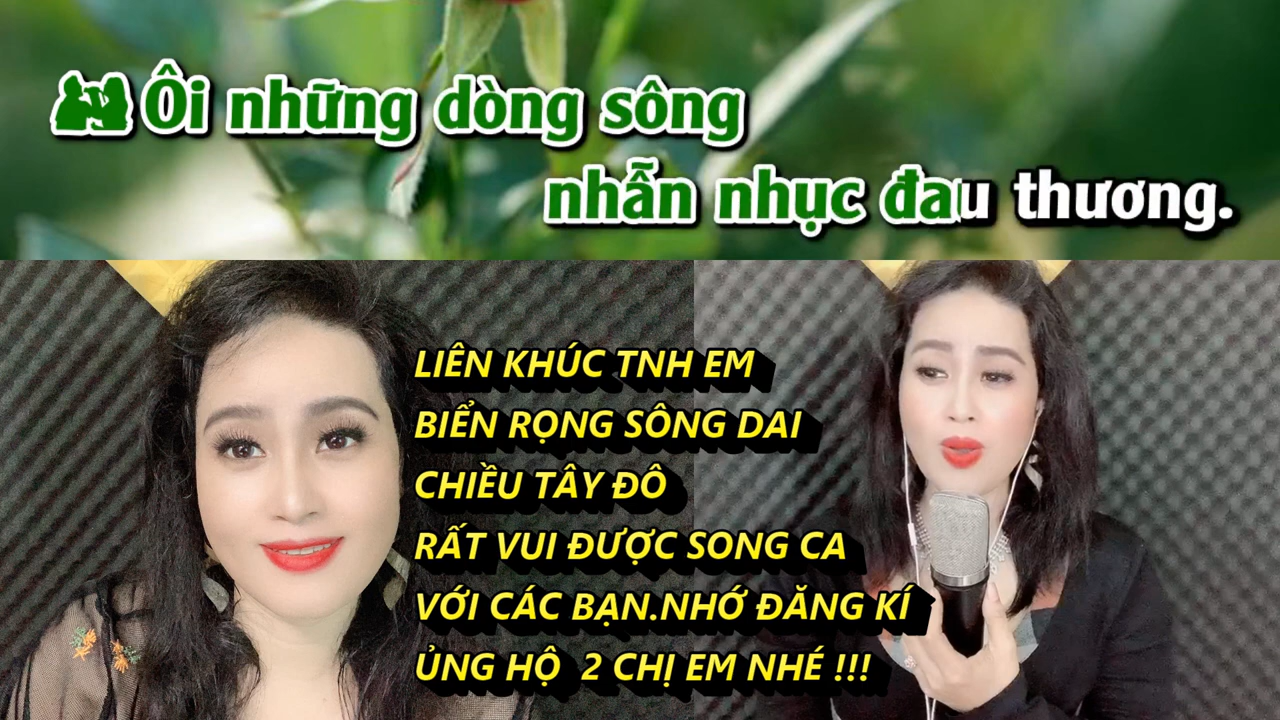 Ôi những dòng sông
nhẫn nhục đau thương.
LIÊN KHÚC TNH EM
BIỂN RỌNG SÔNG DAI
CHIỀU TÂY ĐÔ
RẤT VUI ĐƯỢC SONG CA
VỚI CÁC BẠN.NHỚ ĐĂNG KÍ
ỦNG HỘ 2 CHỊ EM NHÉ !!!